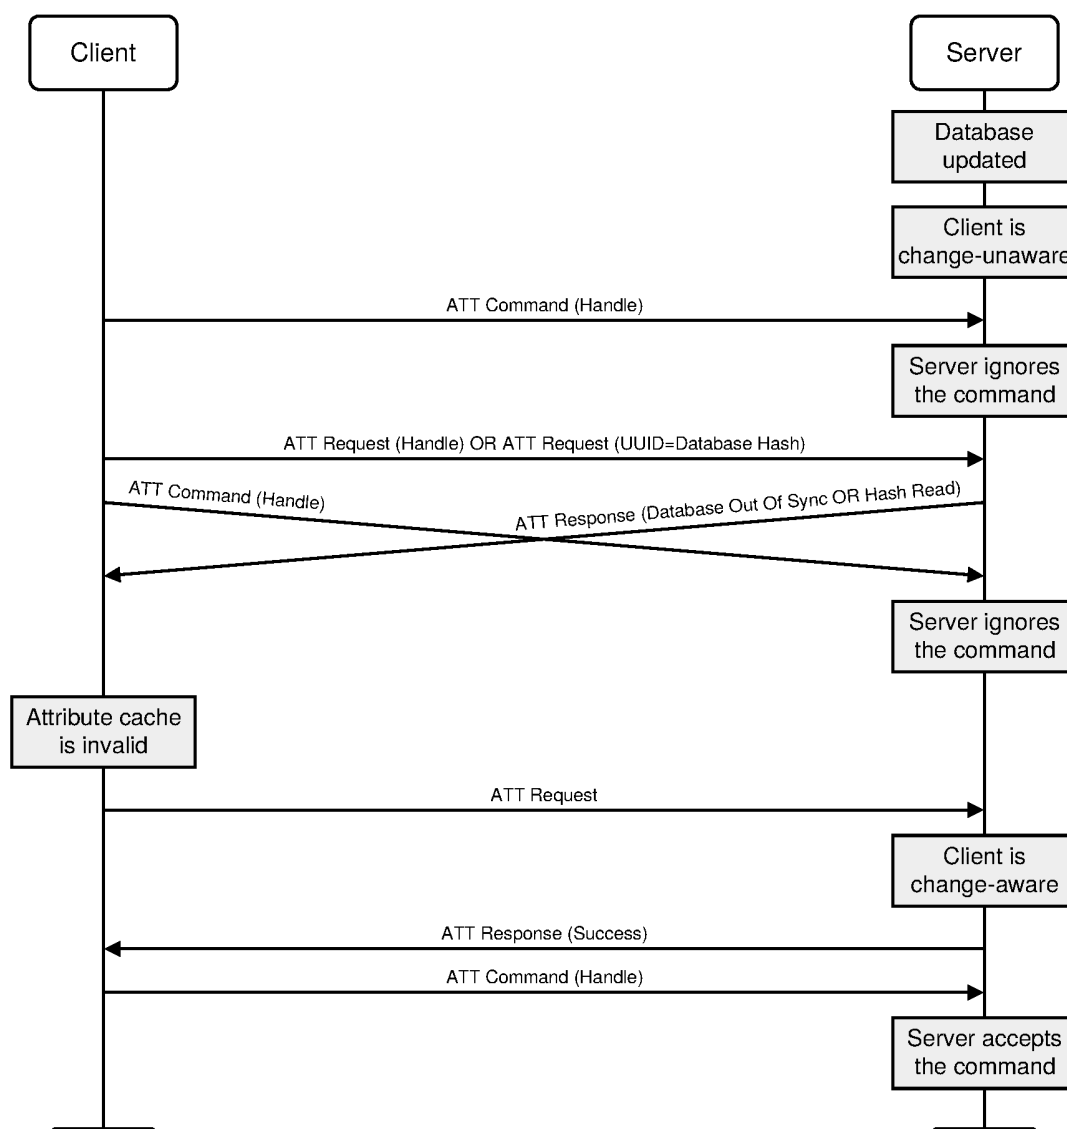 Client
Server
Database
updated
Client is
change-unaware
ATT Command (Handle)
Server ignores
the command
ATT Request (Handle) OR ATT Request (UUID=Database Hash)
ATT Command (Handle)
ATT Response (Database Out Of Sync OR Hash Read)
Server ignores
the command
Attribute cache
is invalid
ATT Request
Client is
change-aware
ATT Response (Success)
ATT Command (Handle)
Server accepts
the command